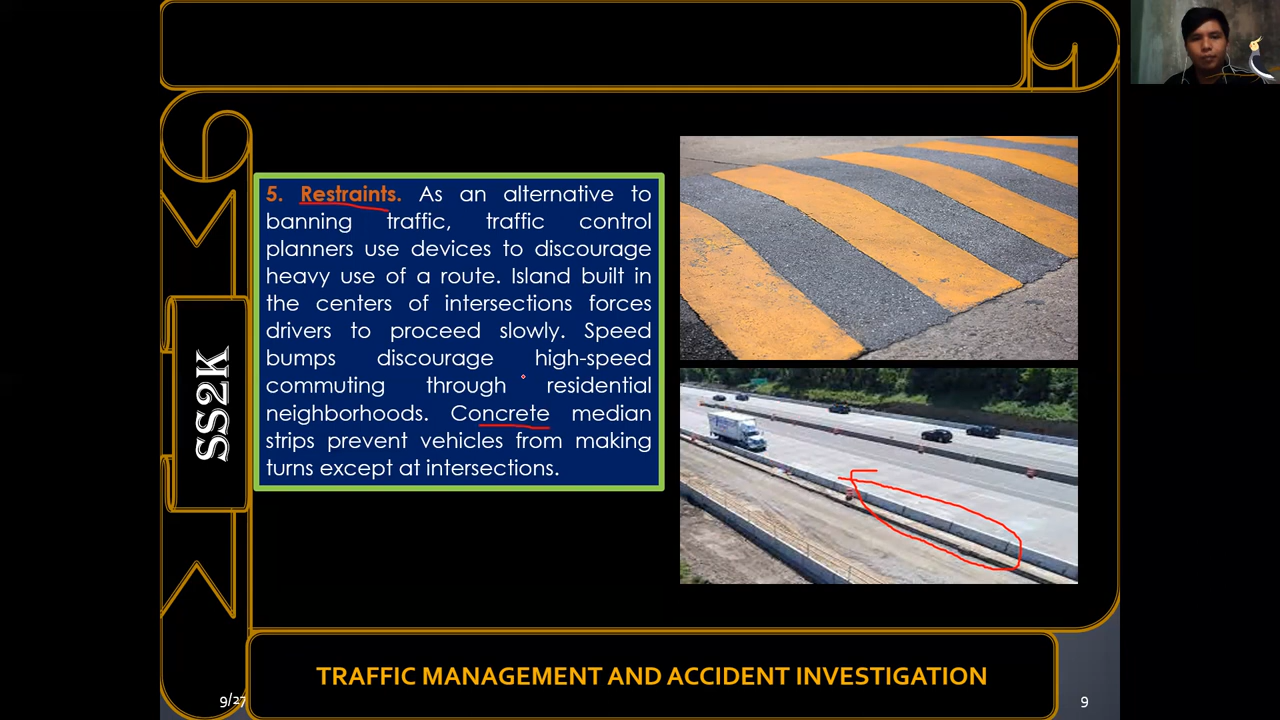 5. Restraints. As an alternative to
banning traffic, traffic control
planners use devices to discourage
heavy use of a route. Island built in
the centers of intersections forces
drivers to proceed slowly. Speed
bumps discourage high-speed
commuting through residential
neighborhoods. Concrete median
strips prevent vehicles from making
turns except at intersections.
SS2K
TRAFFIC MANAGEMENT AND ACCIDENT INVESTIGATION
9/27
9